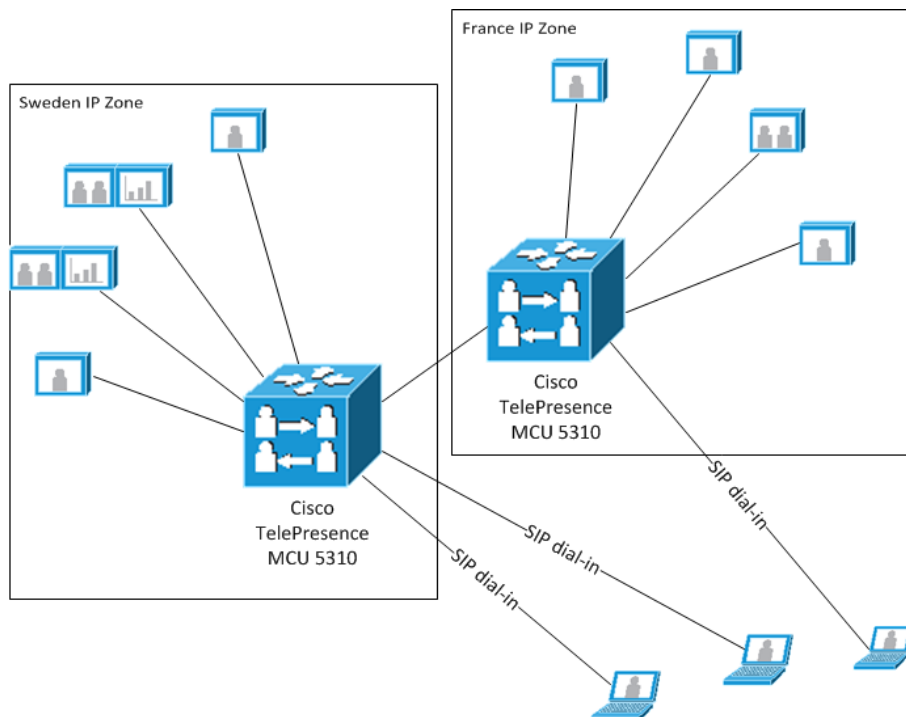 France IP Zone
Sweden IP Zone
Cisco
TelePresence
MCU 5310
Cisco
TelePresence
MCU 5310
SIP dial-in
SIP dial-in
SIP dial-in